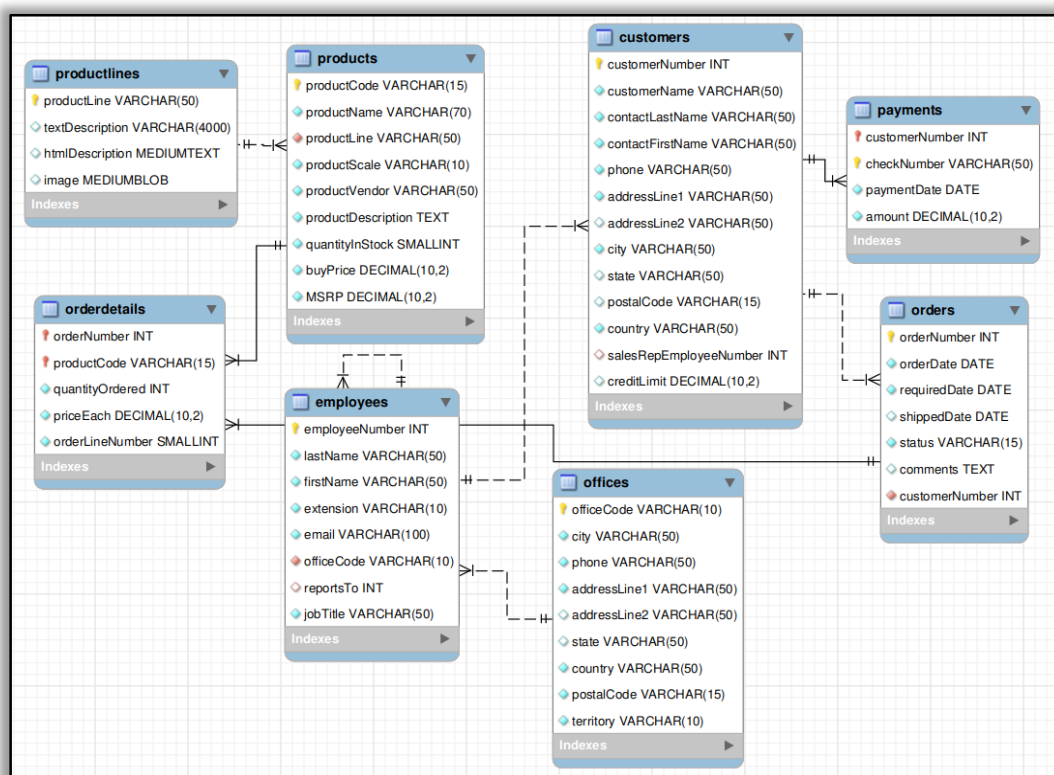 productlines
productLine VARCHAR(50)
textDescription VARCHAR(4000)
htmlDescription MEDIUMTEXT
image MEDIUMBLOB
Indexes
products
productCode VARCHAR(15)
productName VARCHAR(70)
productLine VARCHAR(50)
productScale VARCHAR(10)
productVendor VARCHAR(50)
productDescription TEXT
quantityInStock SMALLINT
buyPrice DECIMAL(10,2)
MSRP DECIMAL(10,2)
Indexes
customers
customerNumber INT
customerName VARCHAR(50)
contactLastName VARCHAR(50)
contactFirstName VARCHAR(50)
phone VARCHAR(50)
addressLine1 VARCHAR(50)
addressLine2 VARCHAR(50)
city VARCHAR(50)
state VARCHAR(50)
postalCode VARCHAR(15)
country VARCHAR(50)
salesRepEmployeeNumber INT
creditLimit DECIMAL(10,2)
Indexes
payments
customerNumber INT
checkNumber VARCHAR(50)
paymentDate DATE
amount DECIMAL(10,2)
Indexes
orderdetails
orderNumber INT
productCode VARCHAR(15)
quantityOrdered INT
priceEach DECIMAL(10,2)
orderLineNumber SMALLINT
Indexes
employees
employeeNumber INT
lastName VARCHAR(50)
firstName VARCHAR(50)
extension VARCHAR(10)
email VARCHAR(100)
officeCode VARCHAR(10)
reportsTo INT
jobTitle VARCHAR(50)
Indexes
offices
officeCode VARCHAR(10)
city VARCHAR(50)
phone VARCHAR(50)
addressLine1 VARCHAR(50)
addressLine2 VARCHAR(50)
state VARCHAR(50)
country VARCHAR(50)
postalCode VARCHAR(15)
territory VARCHAR(10)
Indexes
orders
orderNumber INT
orderDate DATE
requiredDate DATE
shippedDate DATE
status VARCHAR(15)
comments TEXT
customerNumber INT
Indexes